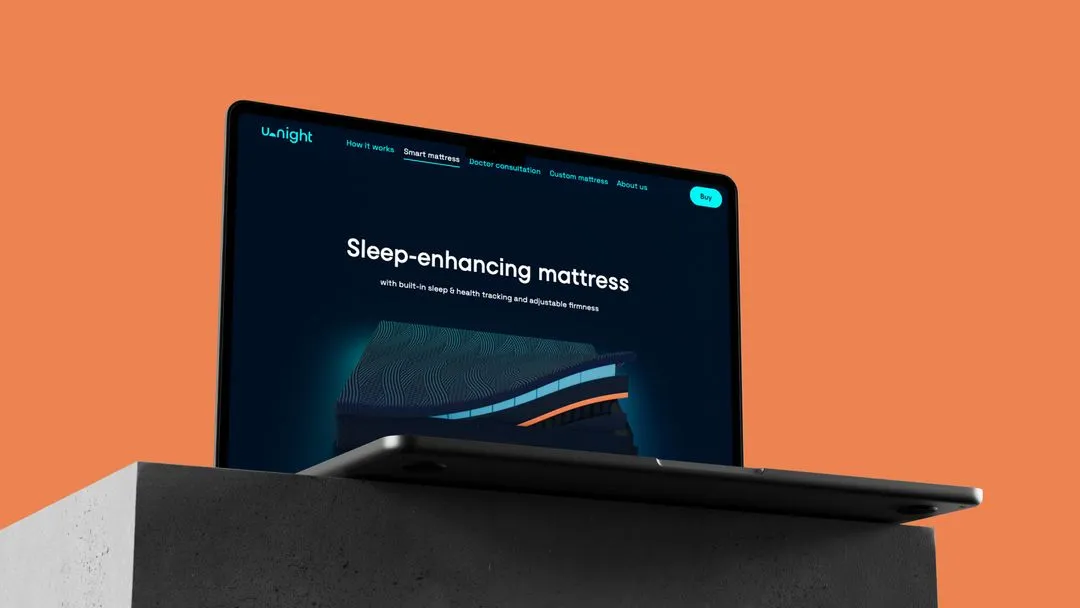 u night
How it works
Smart mattress
Doctor consultation
Custom mattress
About us
Buy
Sleep-enhancing mattress
with built-in sleep & health tracking and adjustable firmness